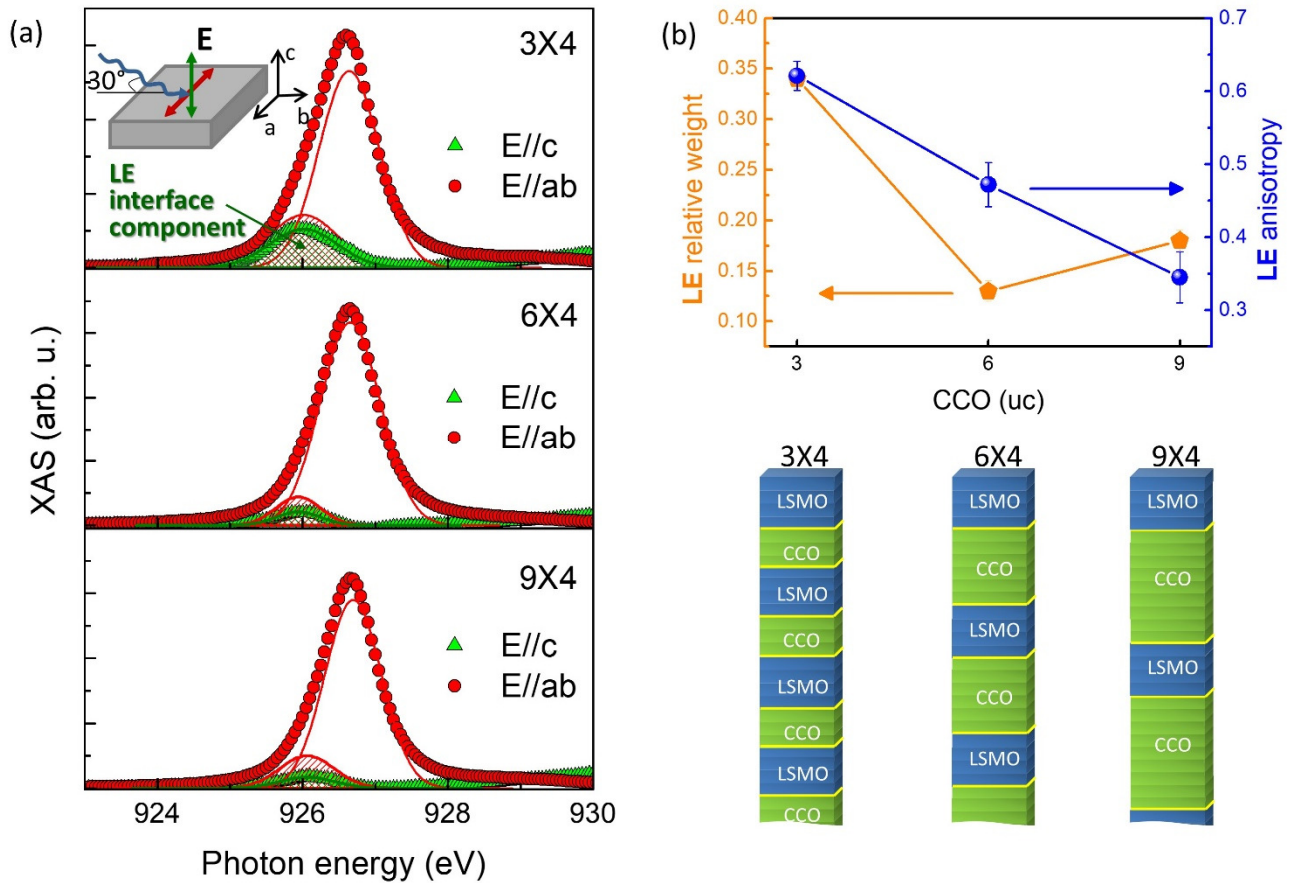 (a)
E
30°
c
b
a
LE
interface
component
3X4
E//c
E//ab
6X4
E//c
E//ab
9X4
E//c
E//ab
XAS (arb. u.)
924 926 928 930
Photon energy (eV)
(b)
0.40
0.35
0.30
0.25
0.20
0.15
0.10
LE relative weight
0.7
0.6
0.5
0.4
0.3
LE anisotropy
3 6 9
CCO (uc)
3X4
LSMO
CCO
LSMO
CCO
LSMO
CCO
LSMO
CCO
6X4
LSMO
CCO
LSMO
CCO
LSMO
9X4
LSMO
CCO
LSMO
CCO